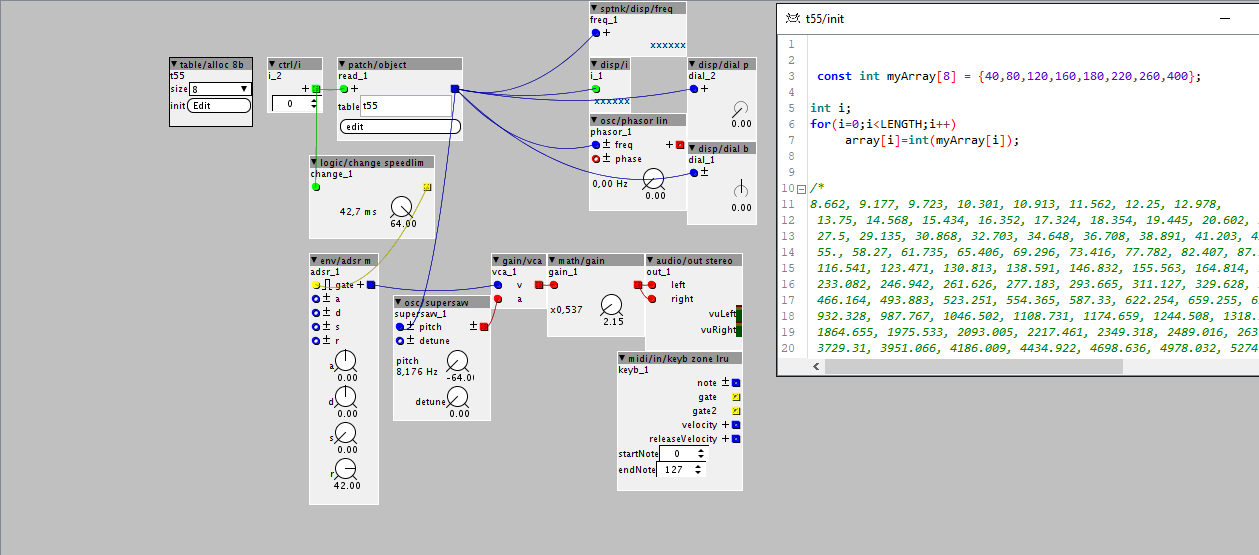 sptnk/disp/freq
freq_1
+
xxxxxx
table/alloc 8b
t55
size 8
init Edit
ctrl/i
i_2
+
0
patch/object
read_1
+
table t55
edit
disp/i
i_1
xxxxxx
disp/dial p
dial_2
+
0.00
osc/phasor lin
phasor_1
± freq +
± phase
0,00 Hz
0.00
disp/dial b
dial_1
±
0.00
logic/change speedlim
change_1
42,7 ms
64.00
env/adsr m
adsr_1
gate +
± a
± d
± s
± r
a
0.00
d
0.00
s
0.00
r
42.00
osc/supersaw
supersaw_1
± pitch ±
± detune
pitch
8,176 Hz
-64.0
detune
0.00
gain/vca
vca_1
v
a
math/gain
gain_1
x0,537
2.15
audio/out stereo
out_1
left
right
vuLeft
vuRight
midi/in/keyb zone lru
keyb_1
note ±
gate
gate2
velocity +
releaseVelocity +
startNote 0
endNote 127
t55/init
1
2
3 const int myArray[8] = {40,80,120,160,180,220,260,400};
4
5 int i;
6 for(i=0;i<LENGTH;i++)
7 array[i]=int(myArray[i]);
8
9
10 /*
11 8.662, 9.177, 9.723, 10.301, 10.913, 11.562, 12.25, 12.978,
12 13.75, 14.568, 15.434, 16.352, 17.324, 18.354, 19.445, 20.602,
13 27.5, 29.135, 30.868, 32.703, 34.648, 36.708, 38.891, 41.203,
14 55., 58.27, 61.735, 65.406, 69.296, 73.416, 77.782, 82.407,
15 116.541, 123.471, 130.813, 138.591, 146.832, 155.563, 164.814,
16 233.082, 246.942, 261.626, 277.183, 293.665, 311.127, 329.628,
17 466.164, 493.883, 523.251, 554.365, 587.33, 622.254, 659.255,
18 932.328, 987.767, 1046.502, 1108.731, 1174.659, 1244.508,
19 1864.655, 1975.533, 2093.005, 2217.461, 2349.318, 2489.016,
20 3729.31, 3951.066, 4186.009, 4434.922, 4698.636, 4978.032,